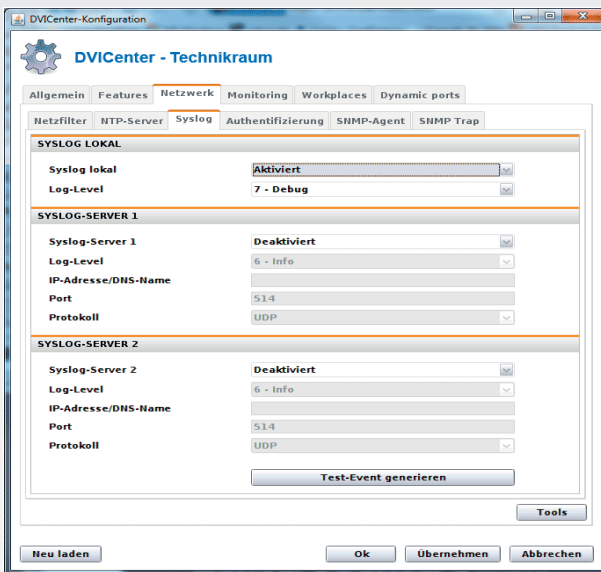 DVICenter-Konfiguration
DVICenter - Technikraum
Allgemein Features Netzwerk Monitoring Workplaces Dynamic ports
Netzfilter NTP-Server Syslog Authentifizierung SNMP-Agent SNMP Trap
SYSLOG LOKAL
Syslog lokal Aktiviert
Log-Level 7 - Debug
SYSLOG-SERVER 1
Syslog-Server 1 Deaktiviert
Log-Level 6 - Info
IP-Adresse/DNS-Name
Port 514
Protokoll UDP
SYSLOG-SERVER 2
Syslog-Server 2 Deaktiviert
Log-Level 6 - Info
IP-Adresse/DNS-Name
Port 514
Protokoll UDP
Test-Event generieren
Tools
Neu laden Ok Übernehmen Abbrechen